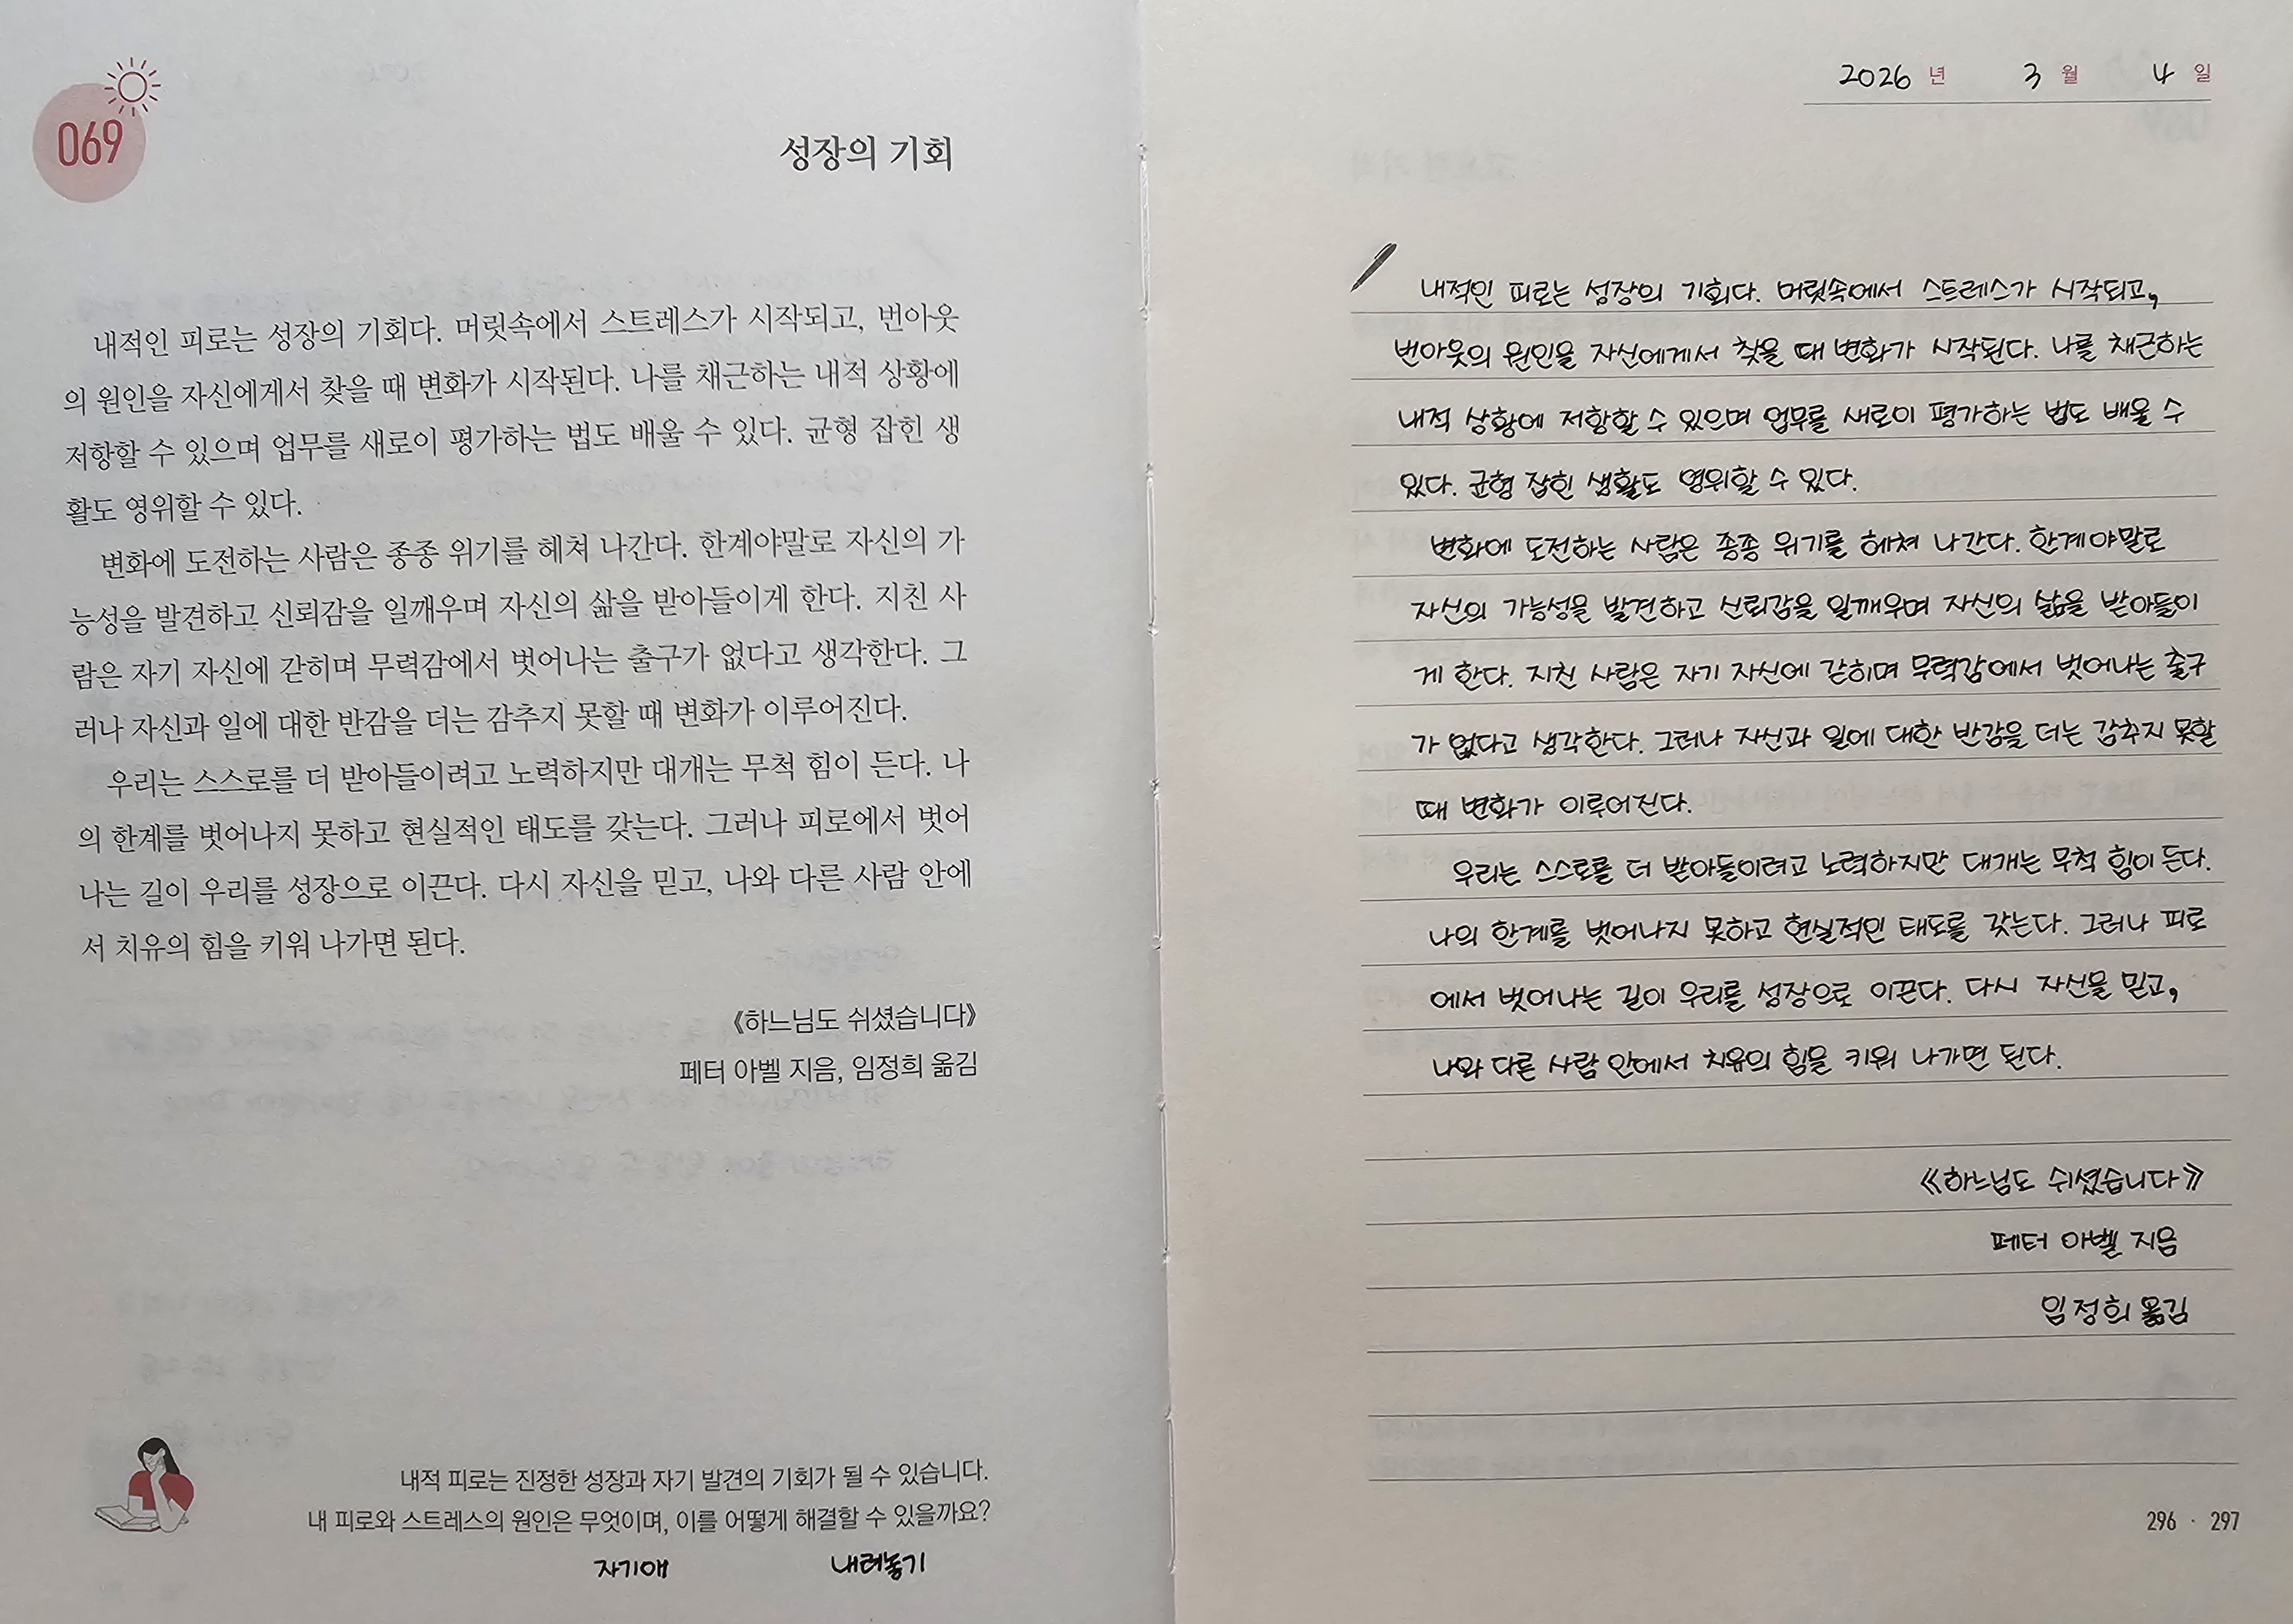 069
성장의 기회
내적인 피로는 성장의 기회다. 머릿속에서 스트레스가 시작되고, 번아웃
의 원인을 자신에게서 찾을 때 변화가 시작된다. 나를 채근하는 내적 상황에
저항할 수 있으며 업무를 새로이 평가하는 법도 배울 수 있다. 균형 잡힌 생
활도 영위할 수 있다.
변화에 도전하는 사람은 종종 위기를 헤쳐 나간다. 한계야말로 자신의 가
능성을 발견하고 신뢰감을 일깨우며 자신의 삶을 받아들이게 한다. 지친 사
람은 자기 자신에 갇히며 무력감에서 벗어나는 출구가 없다고 생각한다. 그
러나 자신과 일에 대한 반감을 더는 감추지 못할 때 변화가 이루어진다.
우리는 스스로를 더 받아들이려고 노력하지만 대개는 무척 힘이 든다. 나
의 한계를 벗어나지 못하고 현실적인 태도를 갖는다. 그러나 피로에서 벗어
나는 길이 우리를 성장으로 이끈다. 다시 자신을 믿고, 나와 다른 사람 안에
서 치유의 힘을 키워 나가면 된다.
《하느님도 쉬셨습니다》
페터 아벨 지음, 임정희 옮김
내적 피로는 진정한 성장과 자기 발견의 기회가 될 수 있습니다.
내 피로와 스트레스의 원인은 무엇이며, 이를 어떻게 해결할 수 있을까요?
자기애 내려놓기
2026 년 3 월 4 일
내적인 피로는 성장의 기회다. 머릿속에서 스트레스가 시작되고,
번아웃의 원인을 자신에게서 찾을 때 변화가 시작된다. 나를 채근하는
내적 상황에 저항할 수 있으며 업무를 새로이 평가하는 법도 배울 수
있다. 균형 잡힌 생활도 영위할 수 있다.
변화에 도전하는 사람은 종종 위기를 헤쳐 나간다. 한계야말로
자신의 가능성을 발견하고 신뢰감을 일깨우며 자신의 삶을 받아들이
게 한다. 지친 사람은 자기 자신에 갇히며 무력감에서 벗어나는 출구
가 없다고 생각한다. 그러나 자신과 일에 대한 반감을 더는 감추지 못할
때 변화가 이루어진다.
우리는 스스로를 더 받아들이려고 노력하지만 대개는 무척 힘이 든다.
나의 한계를 벗어나지 못하고 현실적인 태도를 갖는다. 그러나 피로
에서 벗어나는 길이 우리를 성장으로 이끈다. 다시 자신을 믿고,
나와 다른 사람 안에서 치유의 힘을 키워 나가면 된다.
《하느님도 쉬셨습니다》
페터 아벨 지음
임정희 옮김
296 · 297